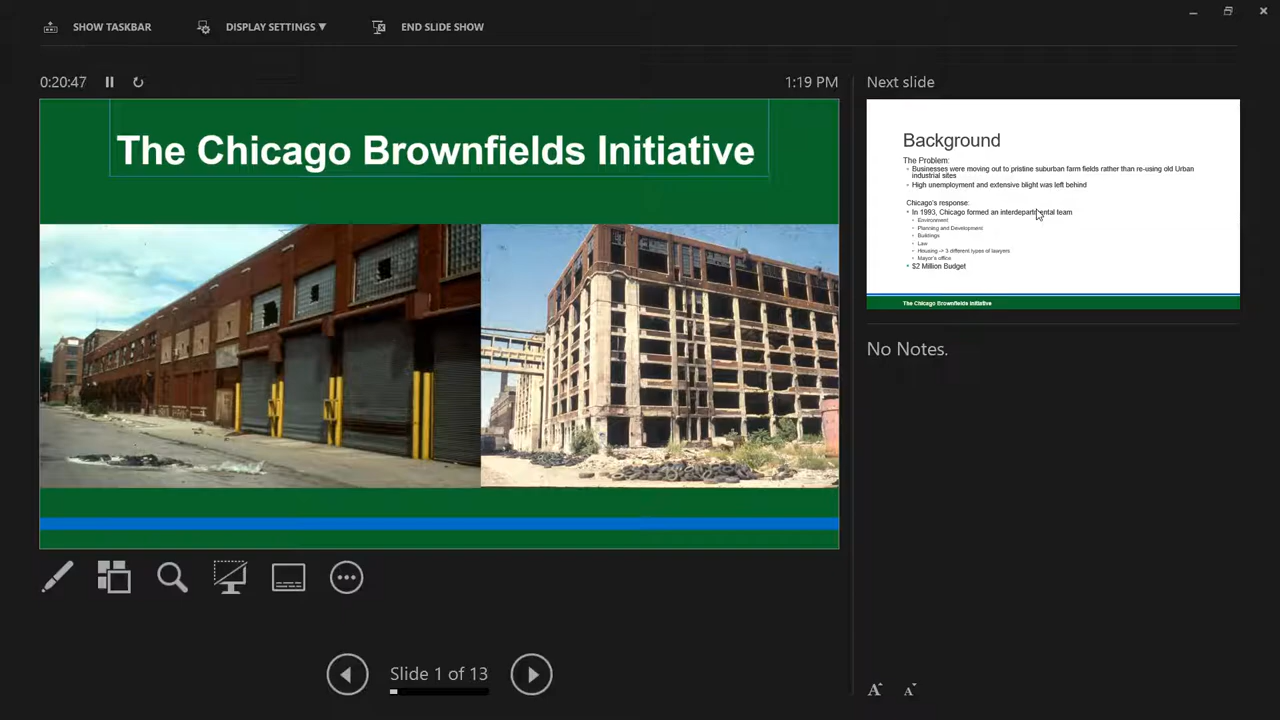 SHOW TASKBAR
DISPLAY SETTINGS ▼
END SLIDE SHOW
0:20:47
1:19 PM
Next slide
The Chicago Brownfields Initiative
Background
The Problem:
• Businesses were moving out to pristine suburban farm fields rather than re-using old Urban
industrial sites
• High unemployment and extensive blight was left behind
Chicago's response:
• In 1993, Chicago formed an interdepartmental team
• Environment
• Planning and Development
• Buildings
• Law
• Housing -> 3 different types of lawyers
• Mayor's office
• $2 Million Budget
The Chicago Brownfields Initiative
No Notes.
Slide 1 of 13
A A